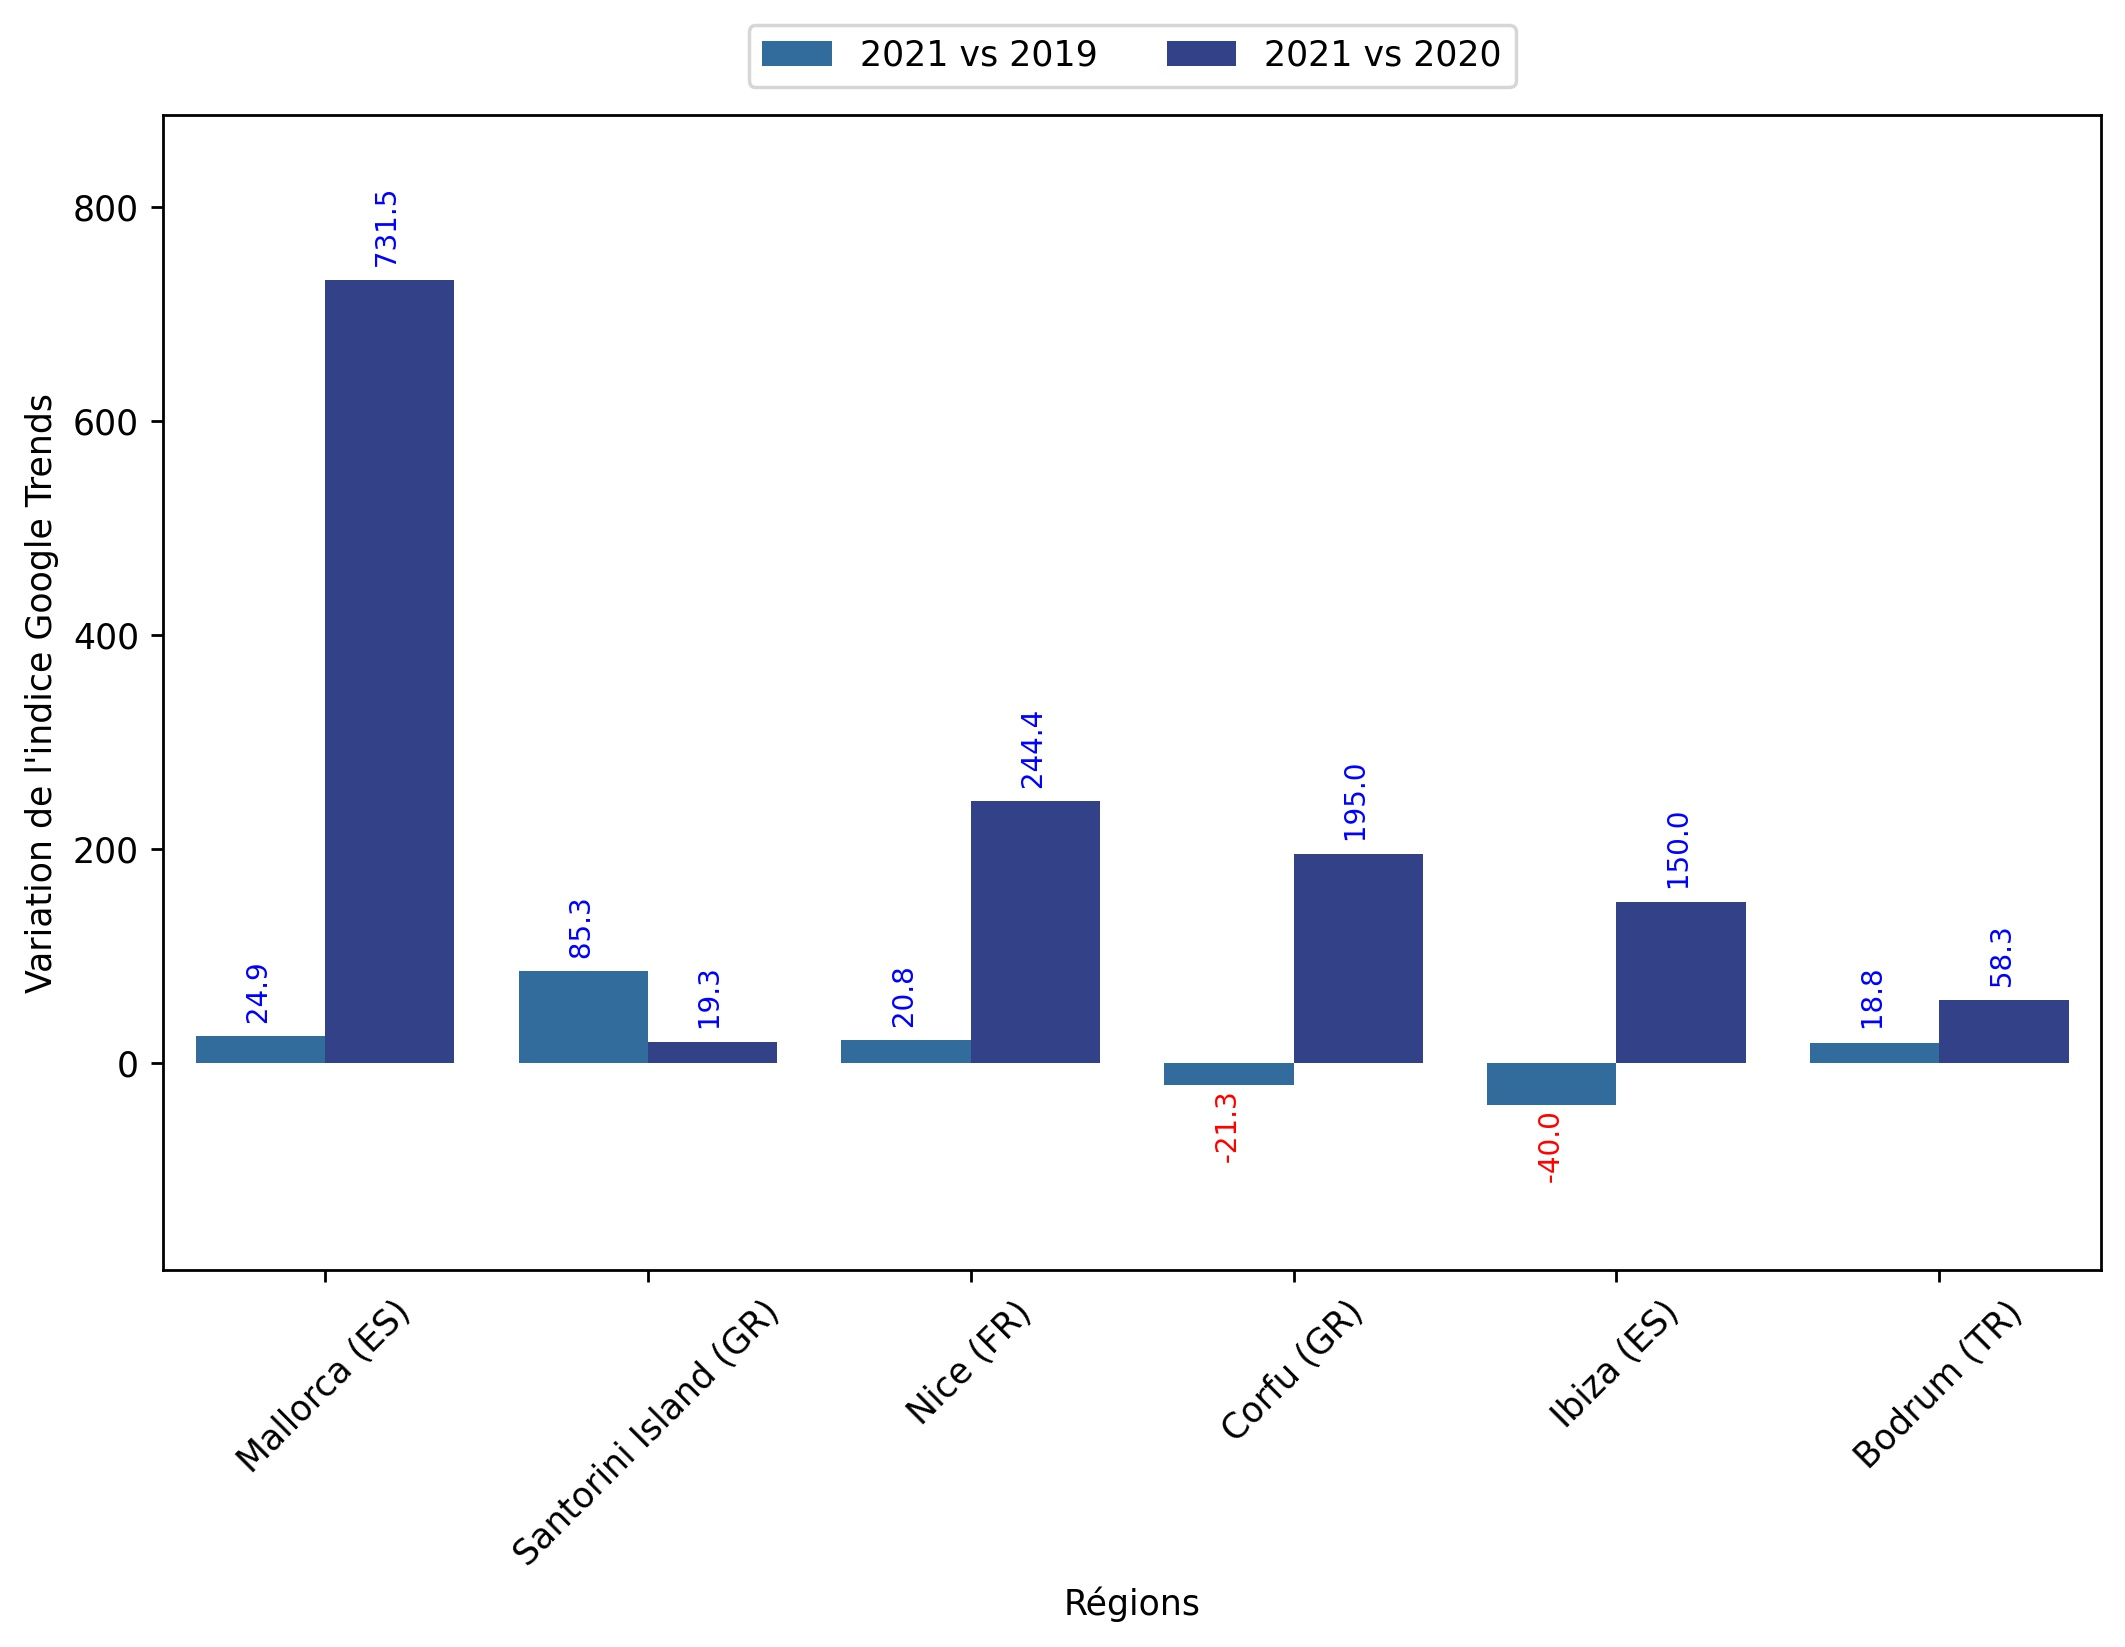 2021 vs 2019
2021 vs 2020
Variation de l'indice Google Trends
800
600
400
200
0
24.9
731.5
85.3
19.3
20.8
244.4
-21.3
195.0
-40.0
150.0
18.8
58.3
Mallorca (ES)
Santorini Island (GR)
Nice (FR)
Corfu (GR)
Ibiza (ES)
Bodrum (TR)
Régions